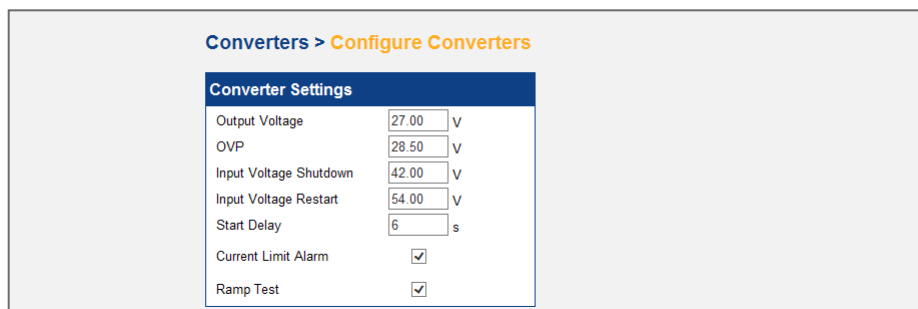 Converters > Configure Converters
Converter Settings
Output Voltage 27.00 V
OVP 28.50 V
Input Voltage Shutdown 42.00 V
Input Voltage Restart 54.00 V
Start Delay 6 s
Current Limit Alarm
Ramp Test